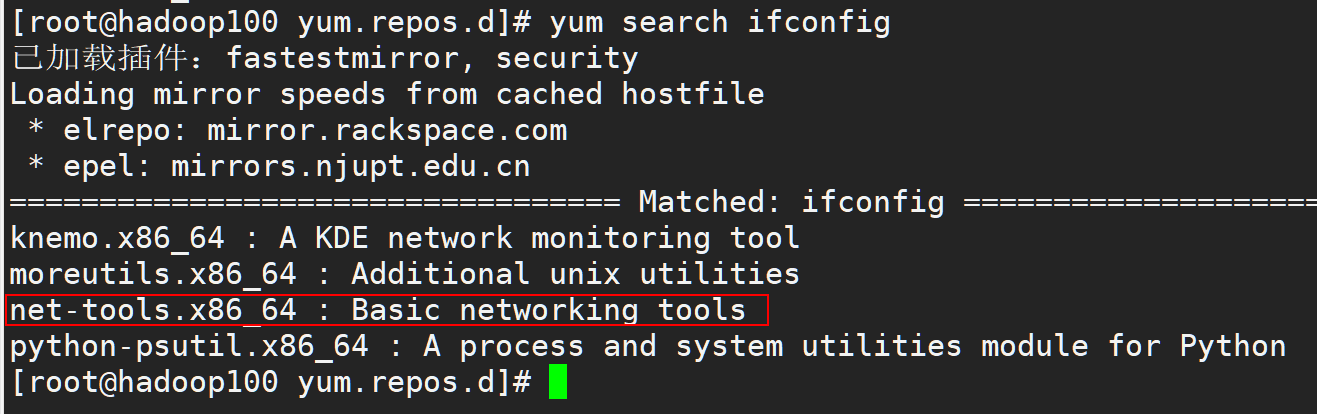 [root@hadoop100 yum.repos.d]# yum search ifconfig
已加载插件：fastestmirror, security
Loading mirror speeds from cached hostfile
 * elrepo: mirror.rackspace.com
 * epel: mirrors.njupt.edu.cn
================================== Matched: ifconfig ====================
knemo.x86_64 : A KDE network monitoring tool
moreutils.x86_64 : Additional unix utilities
net-tools.x86_64 : Basic networking tools
python-psutil.x86_64 : A process and system utilities module for Python
[root@hadoop100 yum.repos.d]#